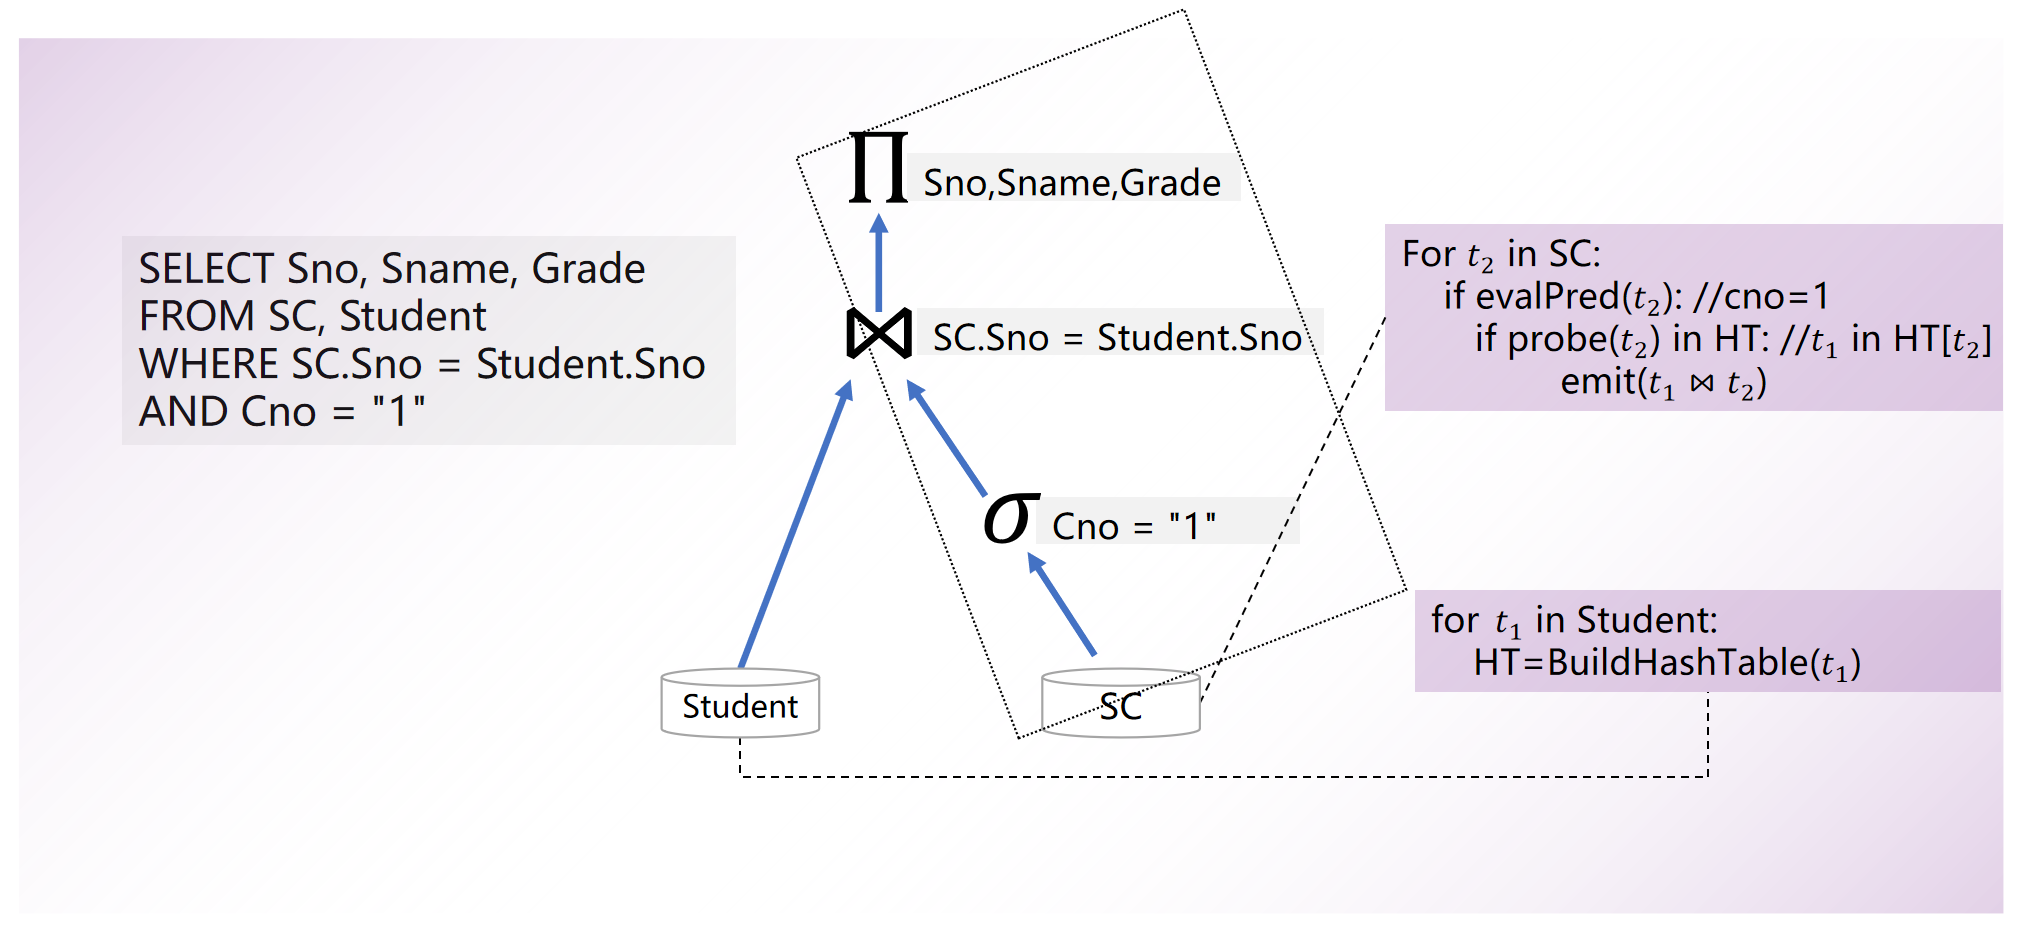 SELECT Sno, Sname, Grade
FROM SC, Student
WHERE SC.Sno = Student.Sno
AND Cno = "1"
∏ Sno,Sname,Grade
⋈ SC.Sno = Student.Sno
σ Cno = "1"
Student
SC
For t₂ in SC:
if evalPred(t₂): //cno=1
if probe(t₂) in HT: //t₁ in HT[t₂]
emit(t₁ ⋈ t₂)
for t₁ in Student:
HT=BuildHashTable(t₁)